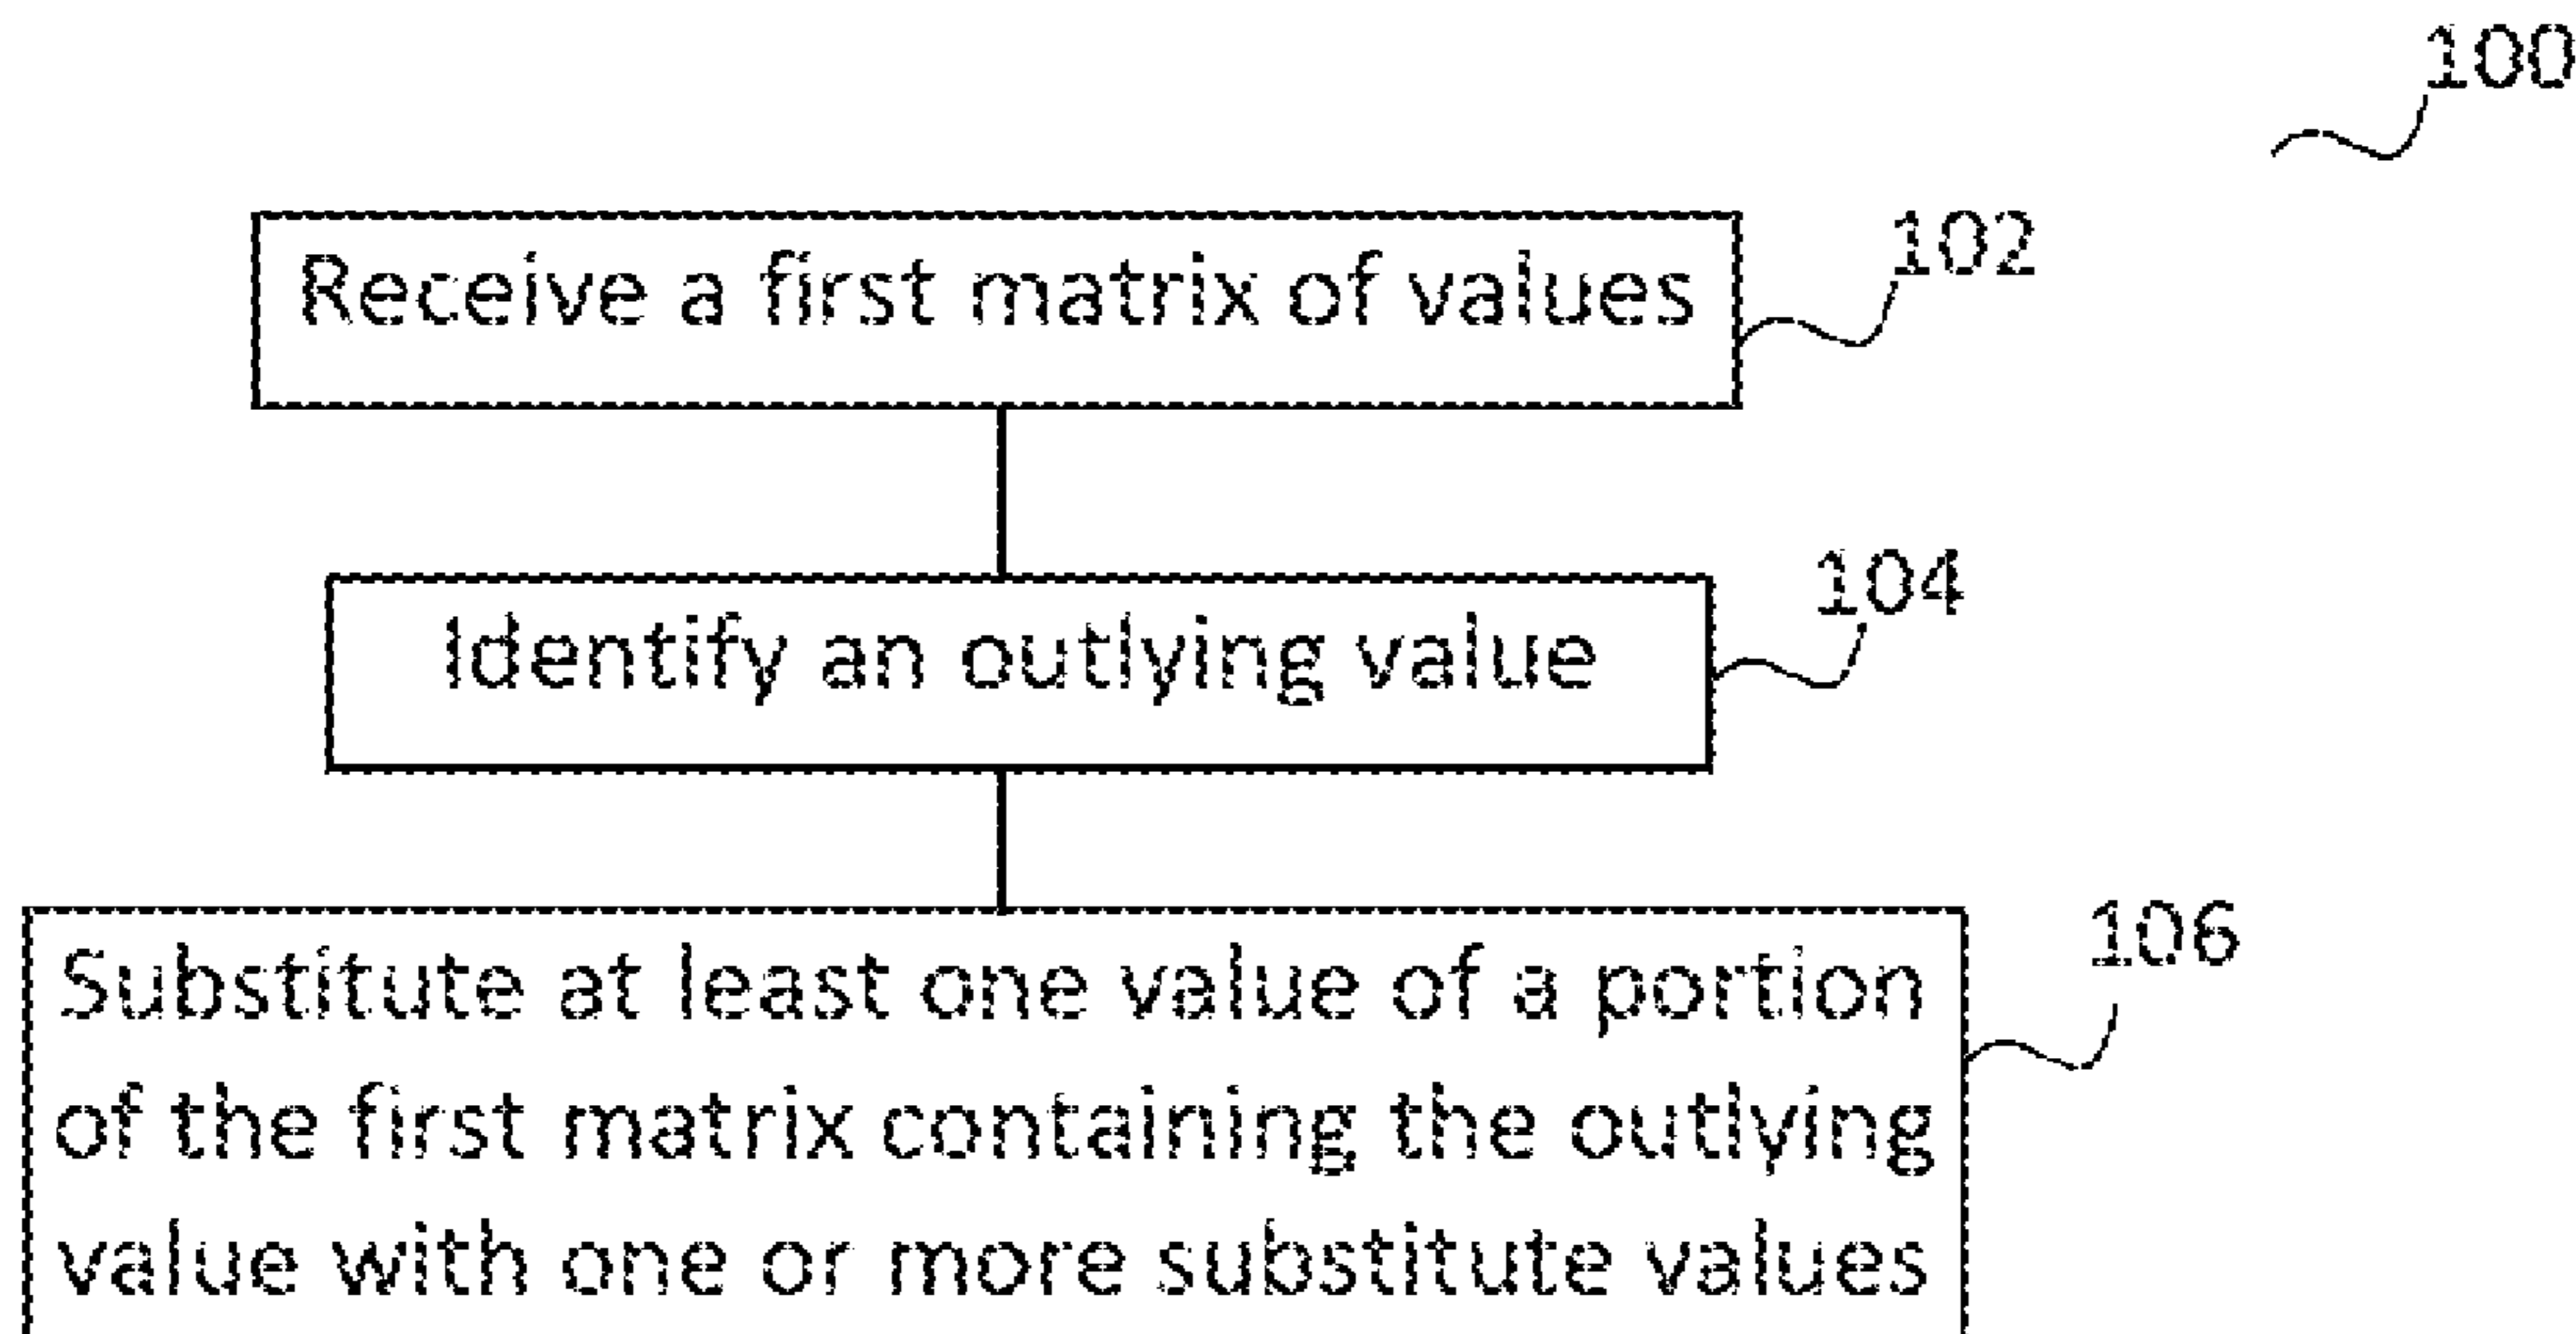 100
Receive a first matrix of values
102
Identify an outlying value
104
Substitute at least one value of a portion
of the first matrix containing the outlying
value with one or more substitute values
106